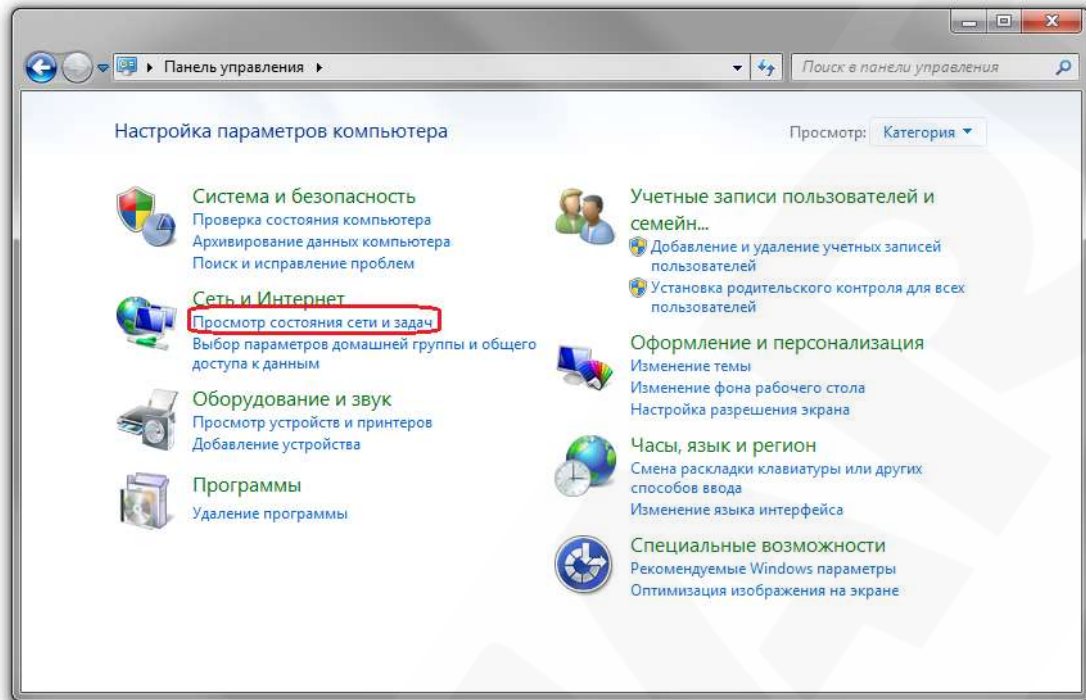 Панель управления
Поиск в панели управления
Настройка параметров компьютера
Просмотр: Категория
Система и безопасность
Проверка состояния компьютера
Архивирование данных компьютера
Поиск и исправление проблем
Сеть и Интернет
Просмотр состояния сети и задач
Выбор параметров домашней группы и общего
доступа к данным
Оборудование и звук
Просмотр устройств и принтеров
Добавление устройства
Программы
Удаление программы
Учетные записи пользователей и
семейн...
Добавление и удаление учетных записей
пользователей
Установка родительского контроля для всех
пользователей
Оформление и персонализация
Изменение темы
Изменение фона рабочего стола
Настройка разрешения экрана
Часы, язык и регион
Смена раскладки клавиатуры или других
способов ввода
Изменение языка интерфейса
Специальные возможности
Рекомендуемые Windows параметры
Оптимизация изображения на экране